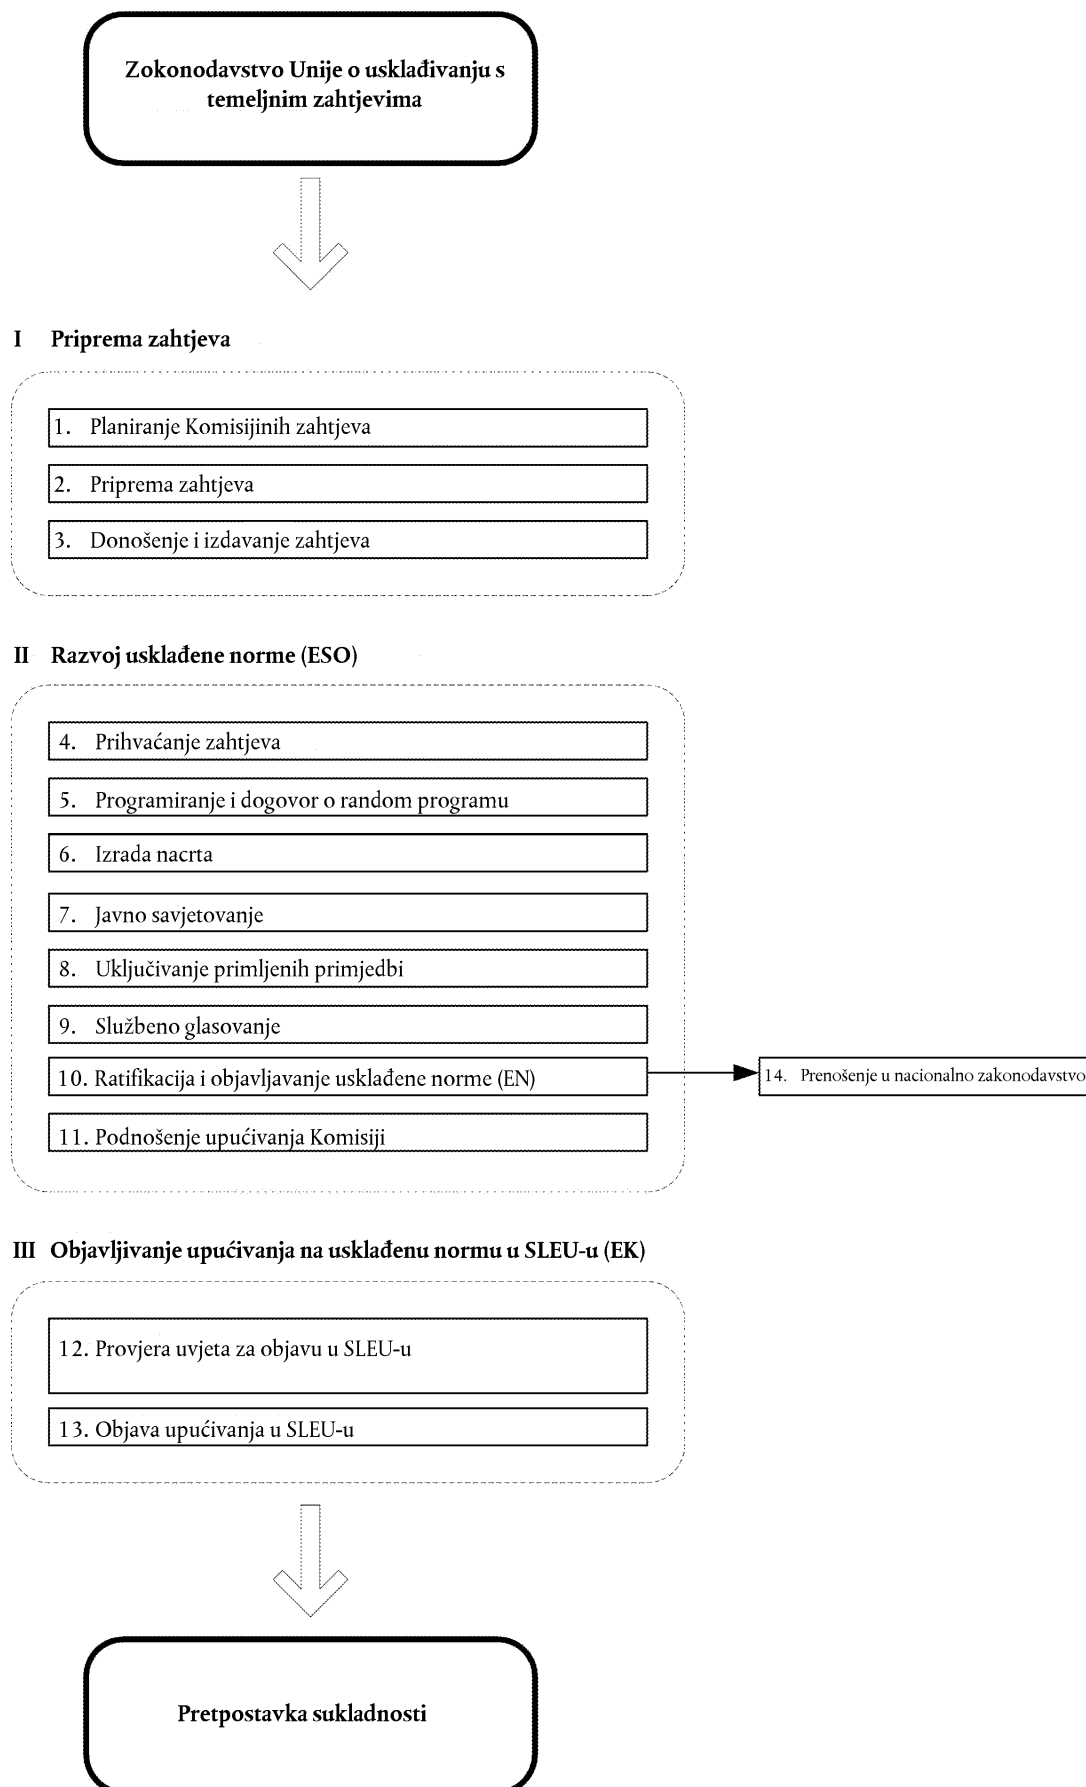 Zokonodavstvo Unije o usklađivanju s
temeljnim zahtjevima
I Priprema zahtjeva
1. Planiranje Komisijinih zahtjeva
2. Priprema zahtjeva
3. Donošenje i izdavanje zahtjeva
II Razvoj usklađene norme (ESO)
4. Prihvaćanje zahtjeva
5. Programiranje i dogovor o random programu
6. Izrada nacrta
7. Javno savjetovanje
8. Uključivanje primljenih primjedbi
9. Službeno glasovanje
10. Ratifikacija i objavljavanje usklađene norme (EN)
14. Prenošenje u nacionalno zakonodavstvo
11. Podnošenje upućivanja Komisiji
III Objavljivanje upućivanja na usklađenu normu u SLEU-u (EK)
12. Provjera uvjeta za objavu u SLEU-u
13. Objava upućivanja u SLEU-u
Pretpostavka sukladnosti